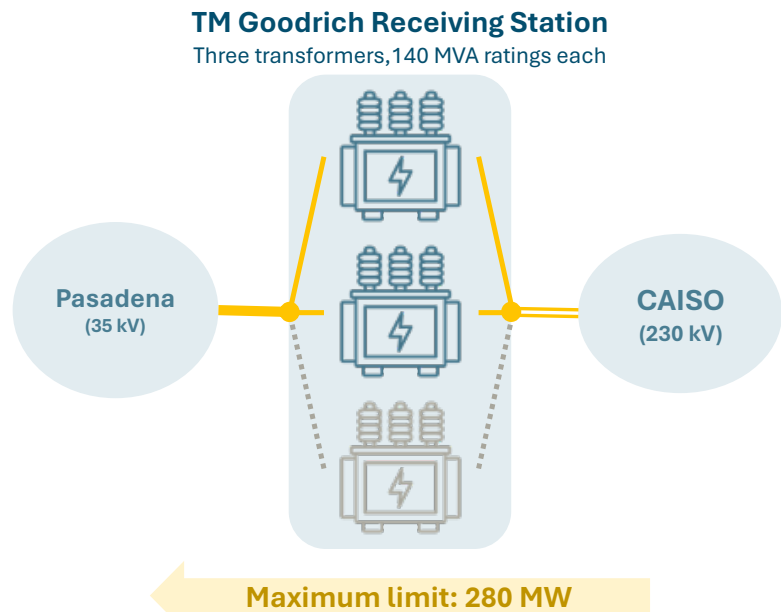 TM Goodrich Receiving Station
Three transformers,140 MVA ratings each
Pasadena
(35 kV)
CAISO
(230 kV)
Maximum limit: 280 MW